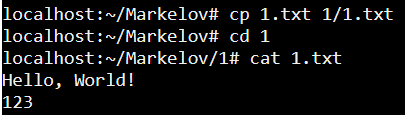 localhost:~/Markelov# cp 1.txt 1/1.txt
localhost:~/Markelov# cd 1
localhost:~/Markelov/1# cat 1.txt
Hello, World!
123